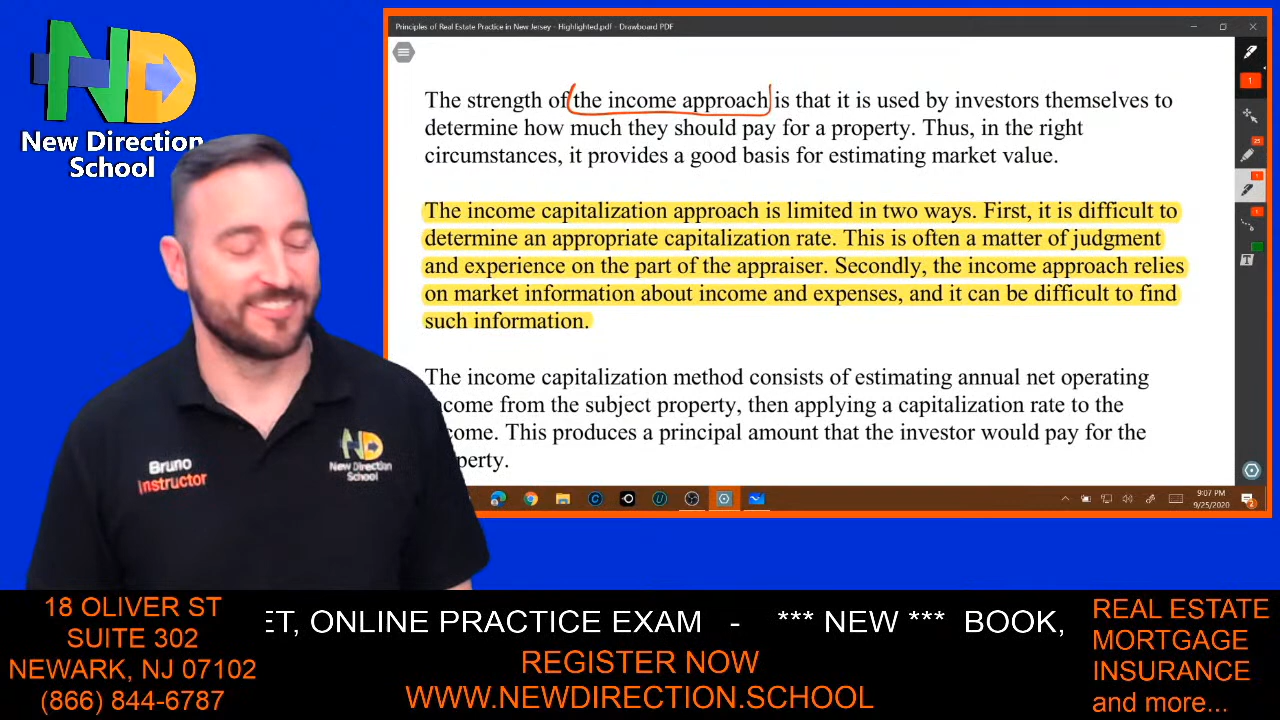 New Direction
School
Bruno
Instructor
New Direction
School
Principles of Real Estate Practice in New Jersey - Highlighted.pdf - Drawboard PDF
The strength of the income approach is that it is used by investors themselves to
determine how much they should pay for a property. Thus, in the right
circumstances, it provides a good basis for estimating market value.
The income capitalization approach is limited in two ways. First, it is difficult to
determine an appropriate capitalization rate. This is often a matter of judgment
and experience on the part of the appraiser. Secondly, the income approach relies
on market information about income and expenses, and it can be difficult to find
such information.
The income capitalization method consists of estimating annual net operating
come from the subject property, then applying a capitalization rate to the
ome. This produces a principal amount that the investor would pay for the
perty.
9:07 PM
9/25/2020
18 OLIVER ST
SUITE 302
NEWARK, NJ 07102
(866) 844-6787
ET, ONLINE PRACTICE EXAM - *** NEW *** BOOK,
REGISTER NOW
WWW.NEWDIRECTION.SCHOOL
REAL ESTATE
MORTGAGE
INSURANCE
and more...